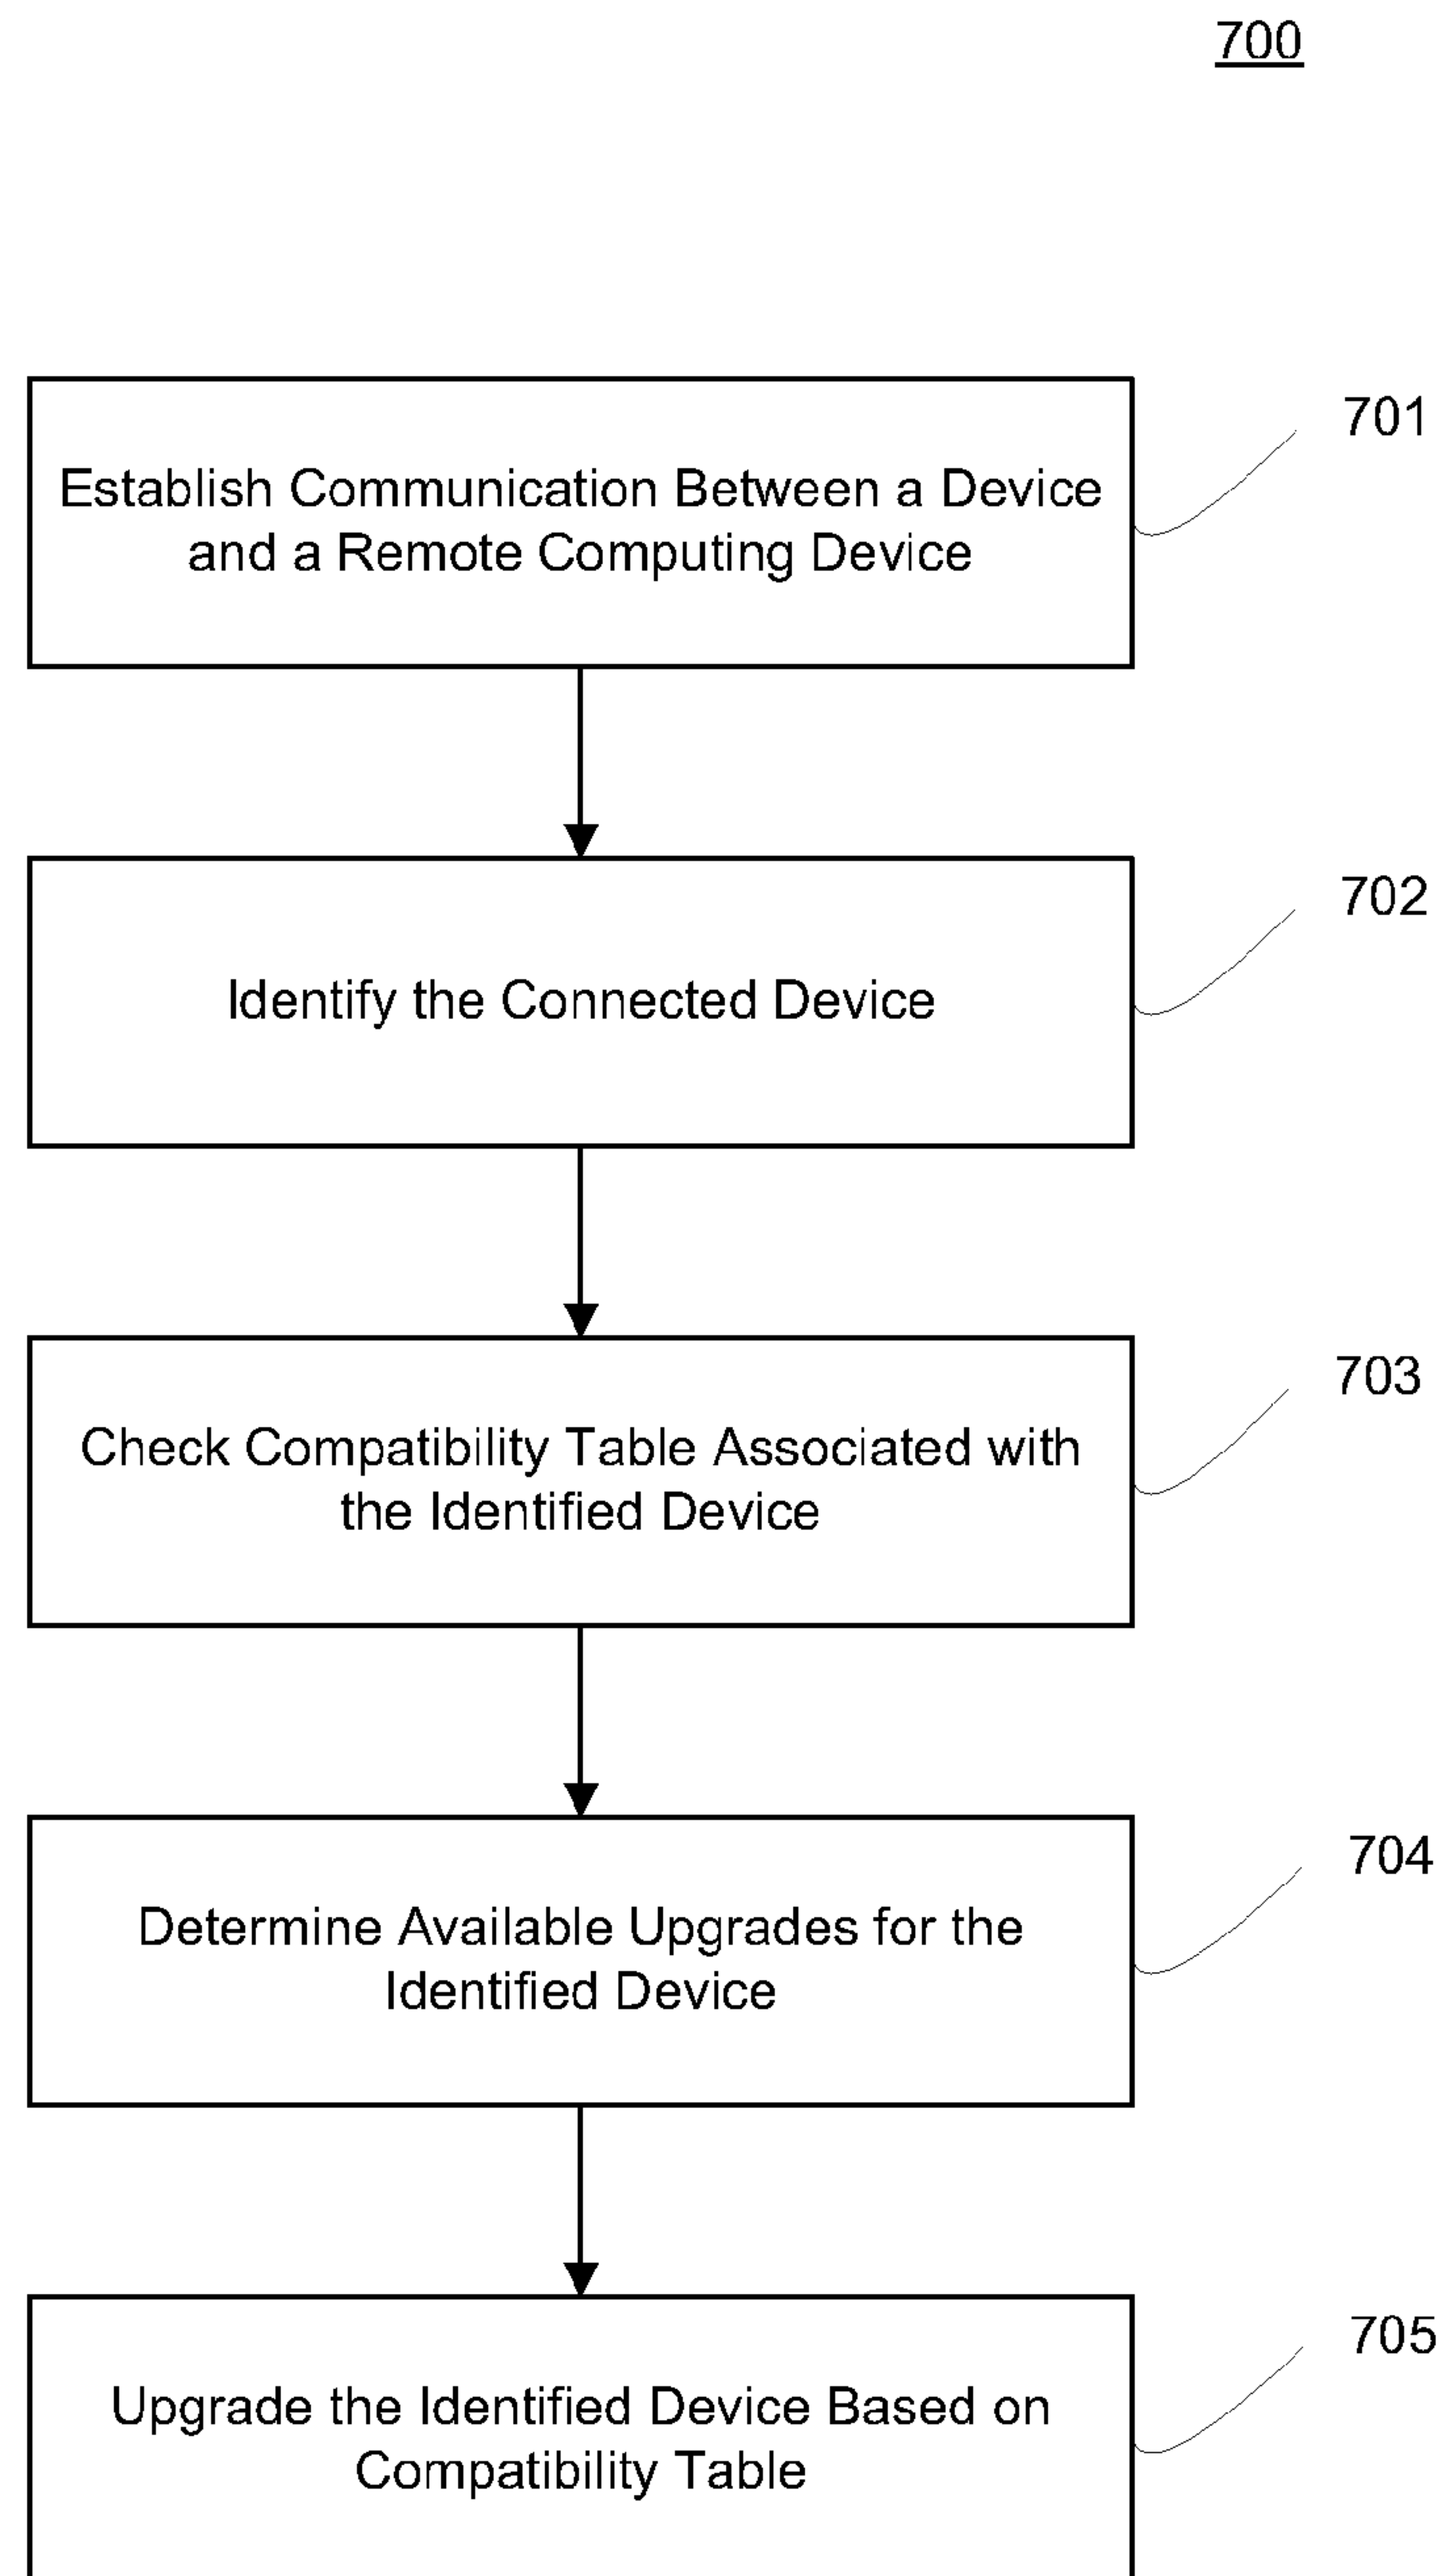 700
701
Establish Communication Between a Device
and a Remote Computing Device
702
Identify the Connected Device
703
Check Compatibility Table Associated with
the Identified Device
704
Determine Available Upgrades for the
Identified Device
705
Upgrade the Identified Device Based on
Compatibility Table